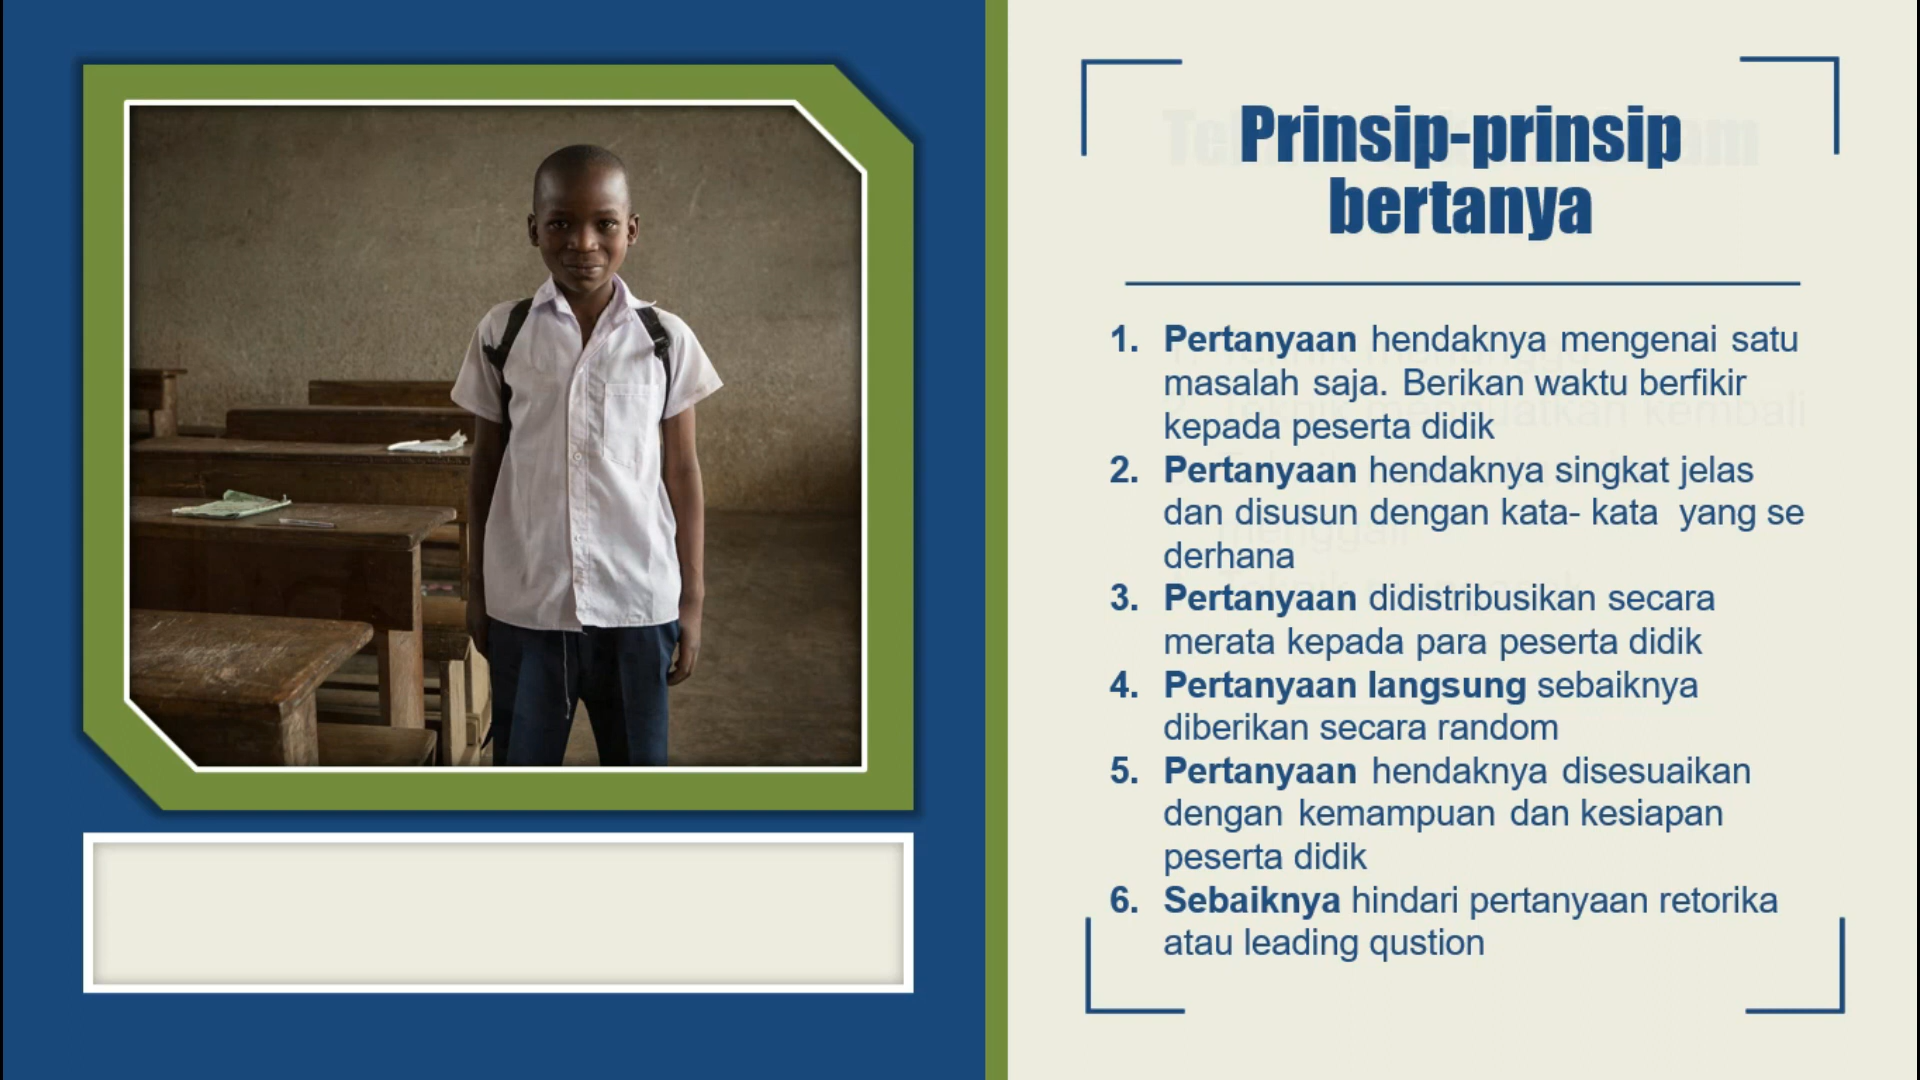 Prinsip-prinsip
bertanya
1. Pertanyaan hendaknya mengenai satu
masalah saja. Berikan waktu berfikir
kepada peserta didik
2. Pertanyaan hendaknya singkat jelas
dan disusun dengan kata- kata yang se
derhana
3. Pertanyaan didistribusikan secara
merata kepada para peserta didik
4. Pertanyaan langsung sebaiknya
diberikan secara random
5. Pertanyaan hendaknya disesuaikan
dengan kemampuan dan kesiapan
peserta didik
6. Sebaiknya hindari pertanyaan retorika
atau leading qustion